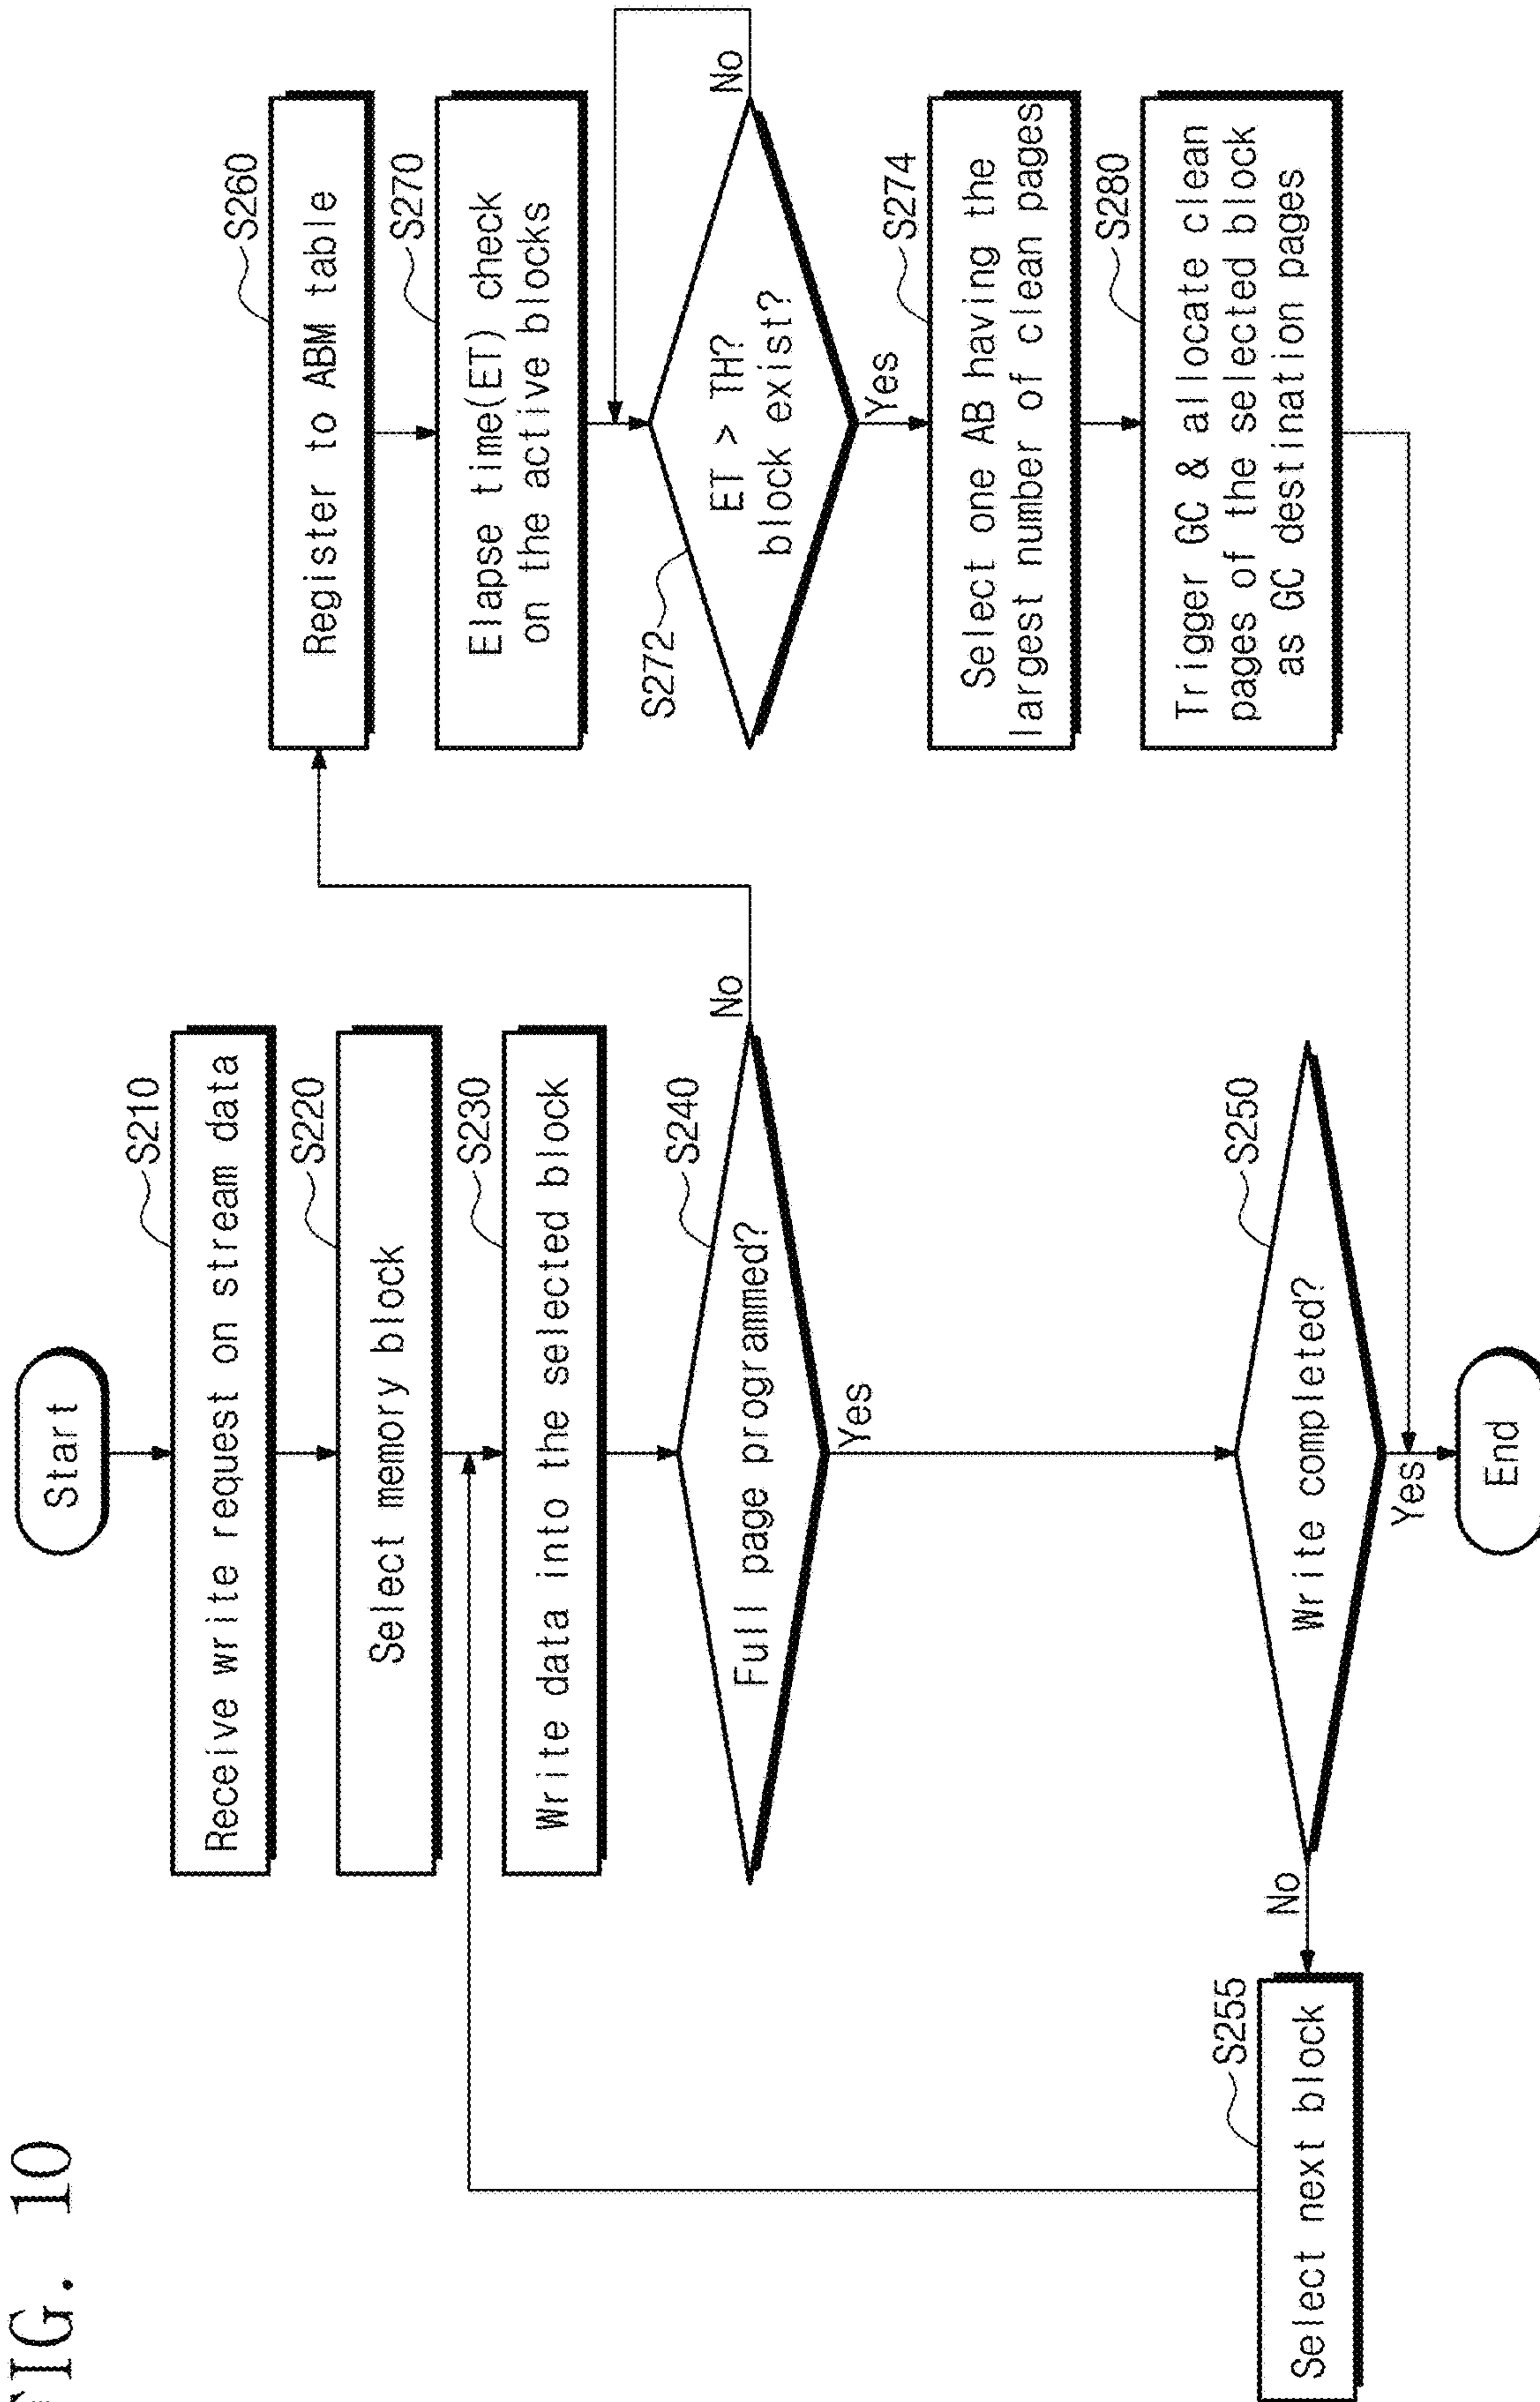 FIG. 10
Start
S210
Receive write request on stream data
S220
Select memory block
S230
Write data into the selected block
S240
Full page programmed?
No
Yes
S250
Write completed?
No
Yes
S255
Select next block
End
S260
Register to ABM table
S270
Elapse time(ET) check
on the active blocks
S272
ET > TH?
block exist?
No
Yes
S274
Select one AB having the
largest number of clean pages
S280
Trigger GC & allocate clean
pages of the selected block
as GC destination pages